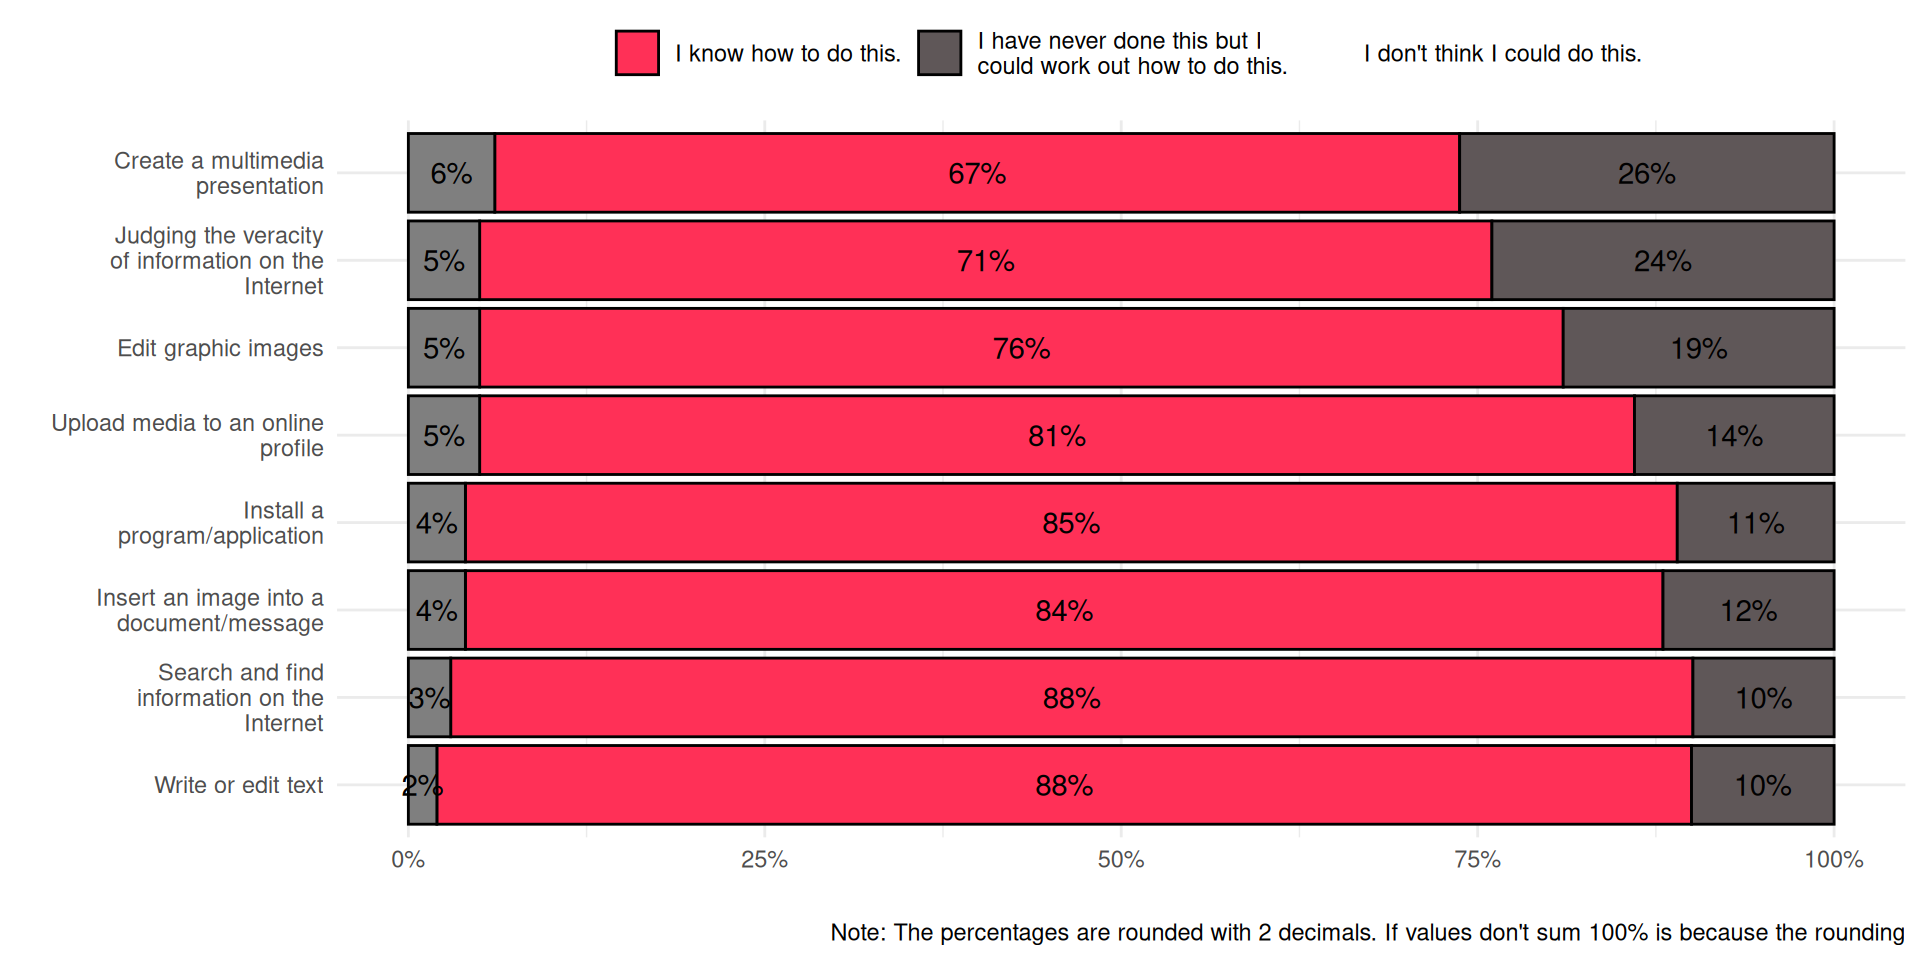 I know how to do this.
I have never done this but I
could work out how to do this.
I don't think I could do this.
Create a multimedia
presentation
6% 67% 26%
Judging the veracity
of information on the
Internet
5% 71% 24%
Edit graphic images
5% 76% 19%
Upload media to an online
profile
5% 81% 14%
Install a
program/application
4% 85% 11%
Insert an image into a
document/message
4% 84% 12%
Search and find
information on the
Internet
3% 88% 10%
Write or edit text
2% 88% 10%
0% 25% 50% 75% 100%
Note: The percentages are rounded with 2 decimals. If values don't sum 100% is because the rounding